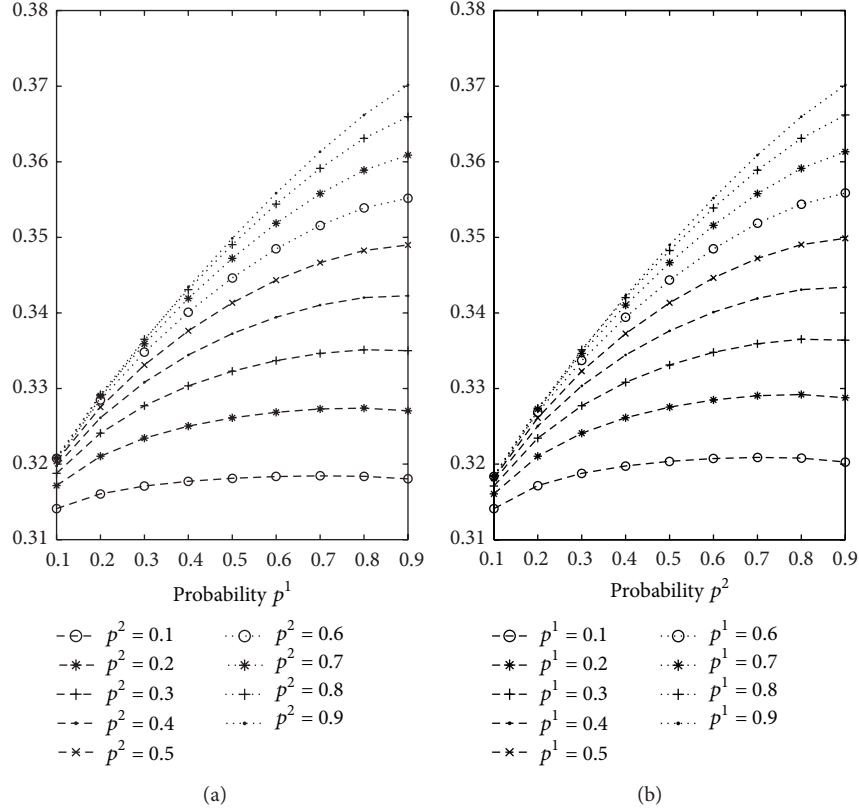 0.38
0.37
0.36
0.35
0.34
0.33
0.32
0.31
0.1 0.2 0.3 0.4 0.5 0.6 0.7 0.8 0.9
Probability p¹
p² = 0.1
p² = 0.2
p² = 0.3
p² = 0.4
p² = 0.5
p² = 0.6
p² = 0.7
p² = 0.8
p² = 0.9
(a)
0.38
0.37
0.36
0.35
0.34
0.33
0.32
0.31
0.1 0.2 0.3 0.4 0.5 0.6 0.7 0.8 0.9
Probability p²
p¹ = 0.1
p¹ = 0.2
p¹ = 0.3
p¹ = 0.4
p¹ = 0.5
p¹ = 0.6
p¹ = 0.7
p¹ = 0.8
p¹ = 0.9
(b)